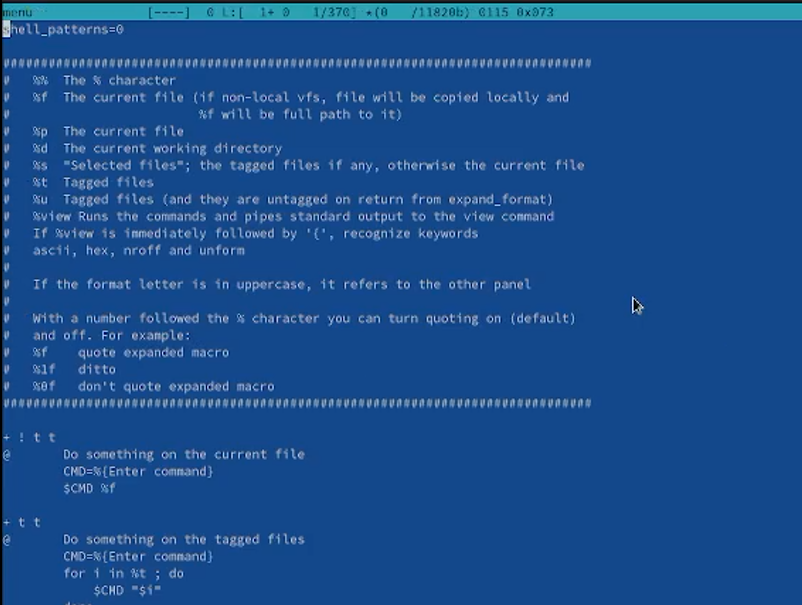 menu [----] 0 L:[ 1+ 0 1/370] *(0 /11820b) 0115 0x073
shell_patterns=0
##############################################################################
# %% The % character
# %f The current file (if non-local vfs, file will be copied locally and
# %f will be full path to it)
# %p The current file
# %d The current working directory
# %s "Selected files"; the tagged files if any, otherwise the current file
# %t Tagged files
# %u Tagged files (and they are untagged on return from expand_format)
# %view Runs the commands and pipes standard output to the view command
# If %view is immediately followed by '{', recognize keywords
# ascii, hex, nroff and unform
#
# If the format letter is in uppercase, it refers to the other panel
#
# With a number followed the % character you can turn quoting on (default)
# and off. For example:
# %f quote expanded macro
# %1f ditto
# %0f don't quote expanded macro
##############################################################################
+ ! t t
@ Do something on the current file
CMD=%{Enter command}
$CMD %f
+ t t
@ Do something on the tagged files
CMD=%{Enter command}
for i in %t ; do
$CMD "$i"
done